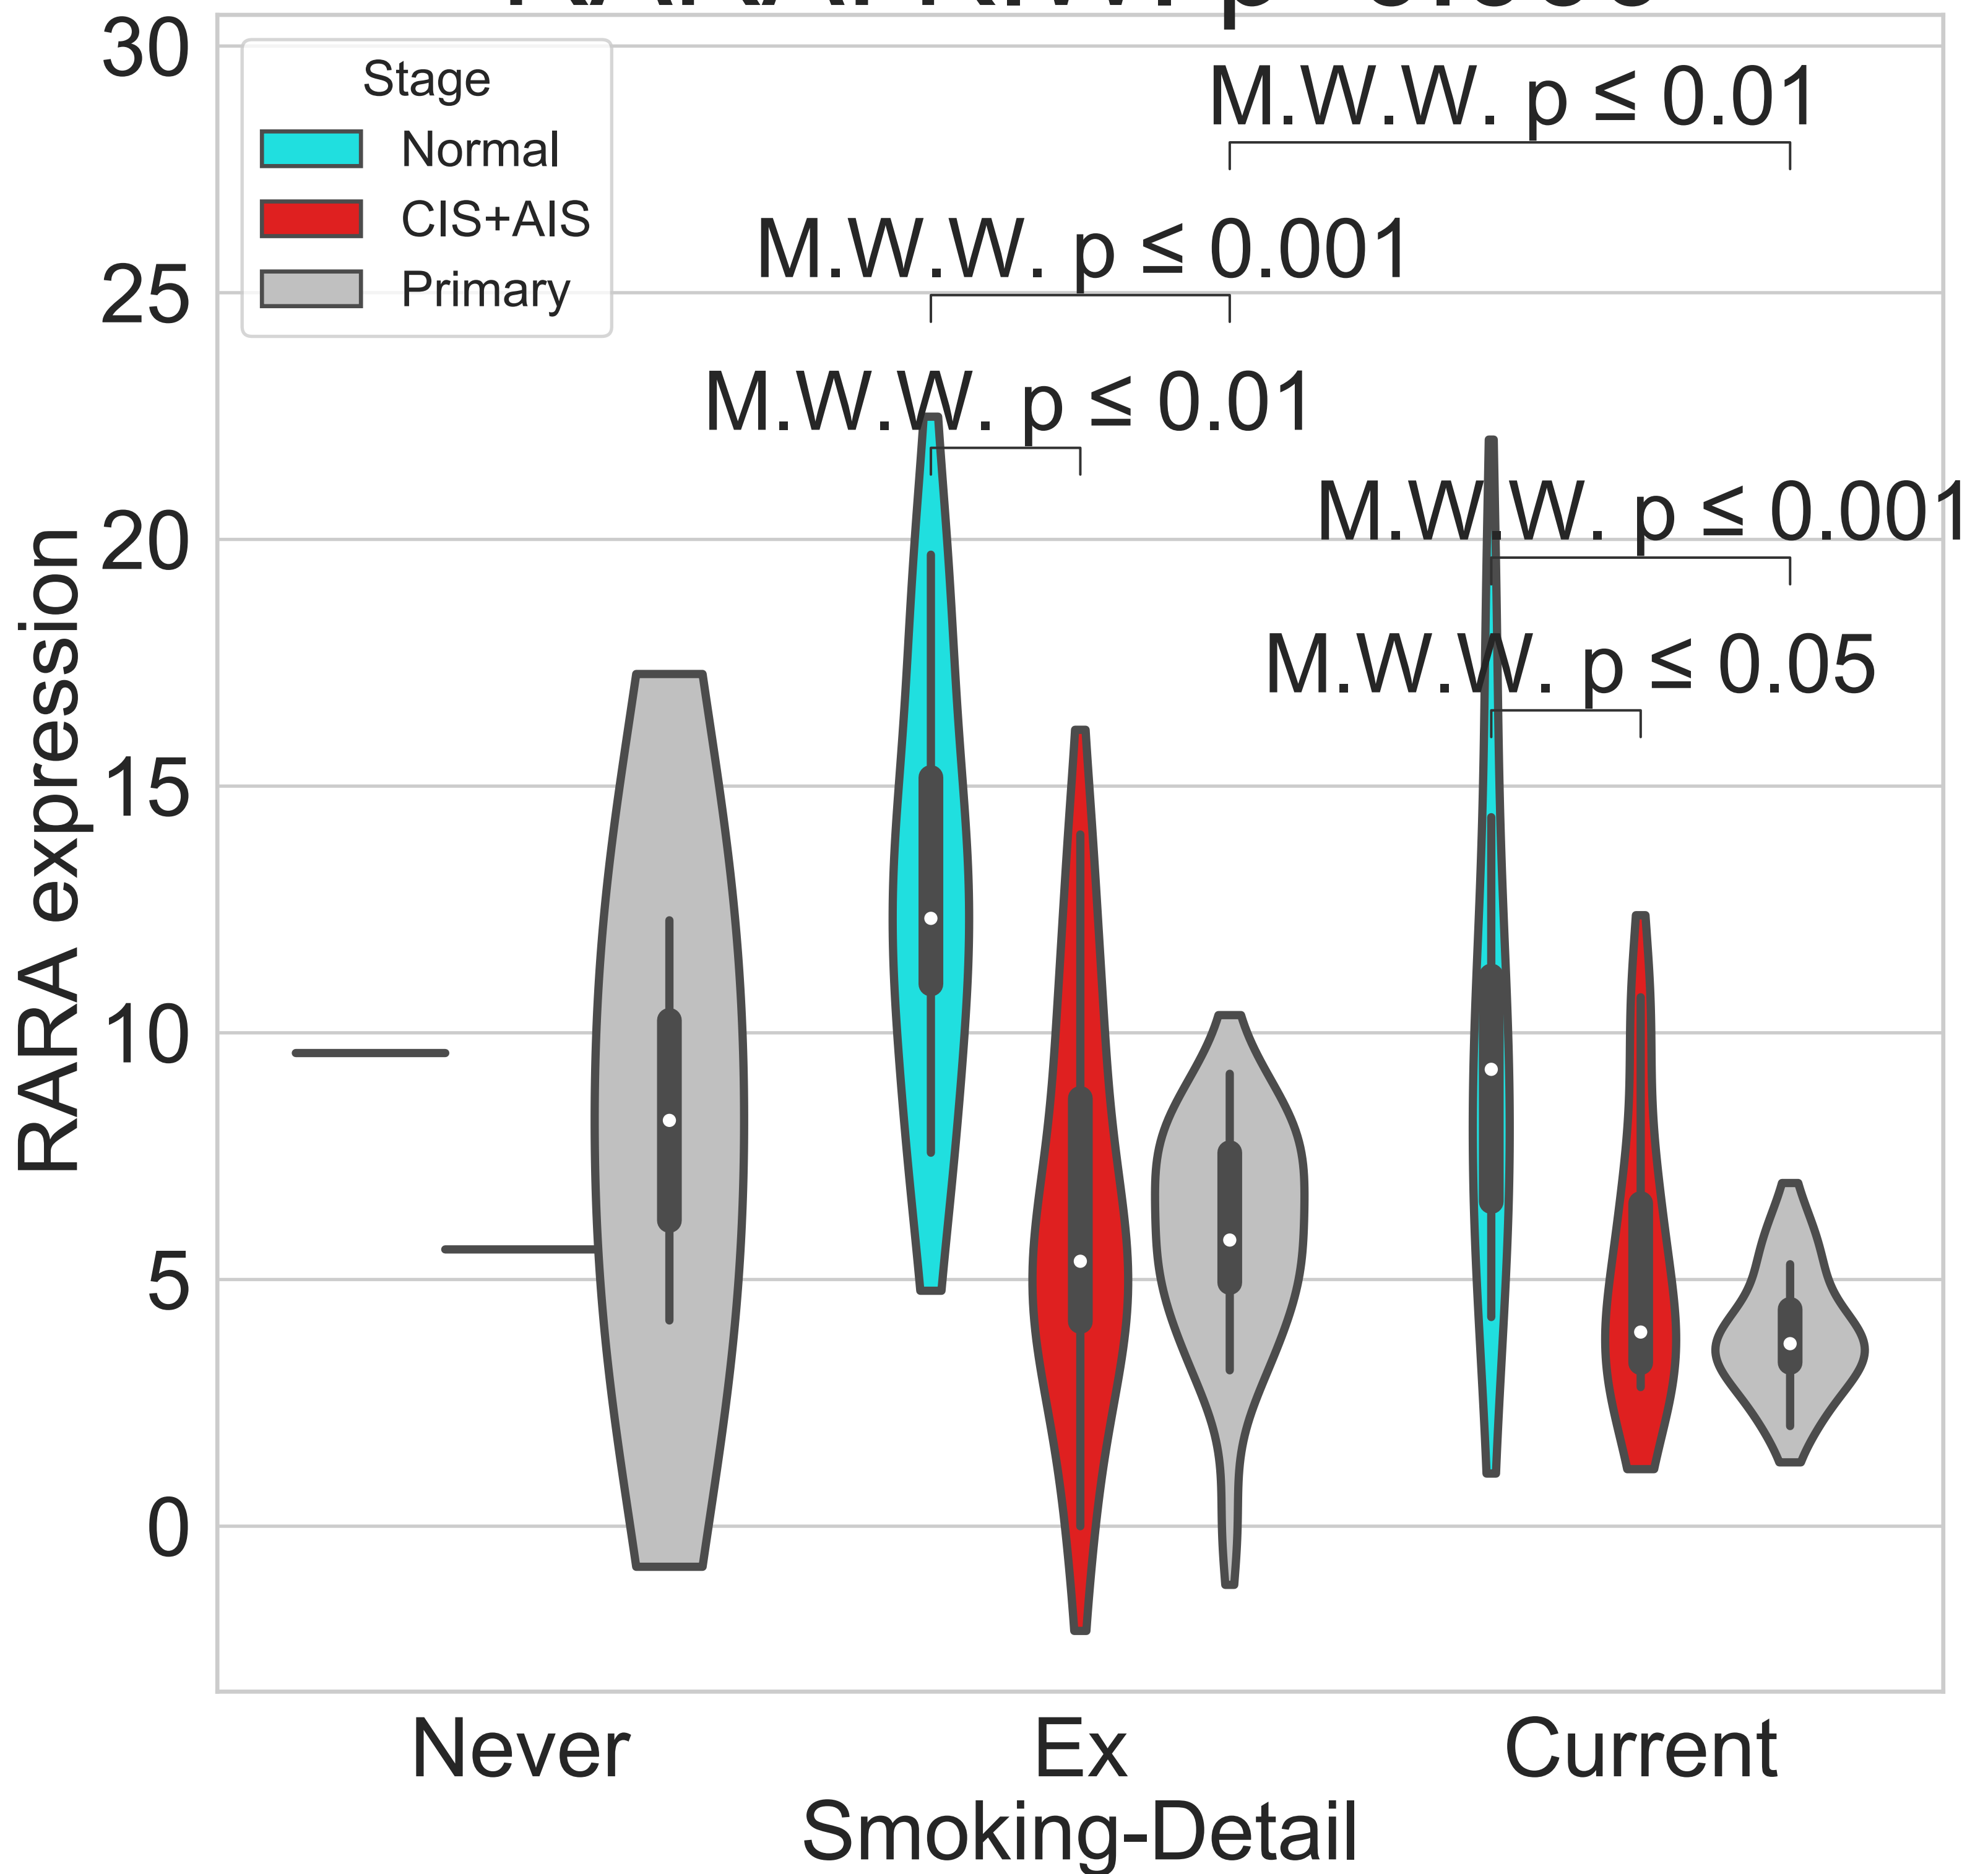 30
25
20
15
10
5
0
RARA expression
Stage
Normal
CIS+AIS
Primary
M.W.W. p ≤ 0.01
M.W.W. p ≤ 0.001
M.W.W. p ≤ 0.01
M.W.W. p ≤ 0.001
M.W.W. p ≤ 0.05
Never
Ex
Current
Smoking-Detail